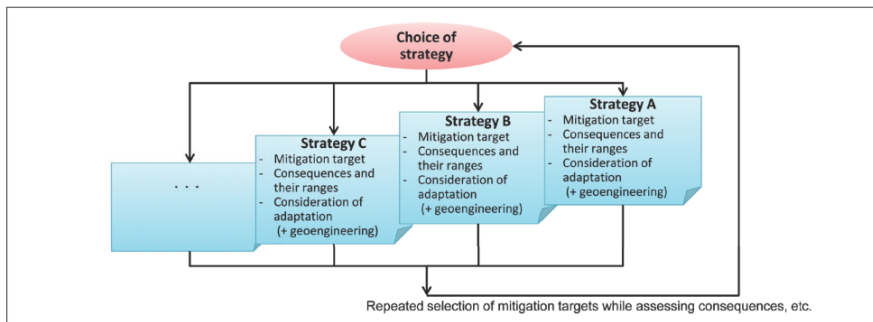 Choice of
strategy
Strategy A
- Mitigation target
- Consequences and
their ranges
- Consideration of
adaptation
(+ geoengineering)
Strategy B
- Mitigation target
- Consequences and
their ranges
- Consideration of
adaptation
(+ geoengineering)
Strategy C
- Mitigation target
- Consequences and
their ranges
- Consideration of
adaptation
(+ geoengineering)
. . .
Repeated selection of mitigation targets while assessing consequences, etc.